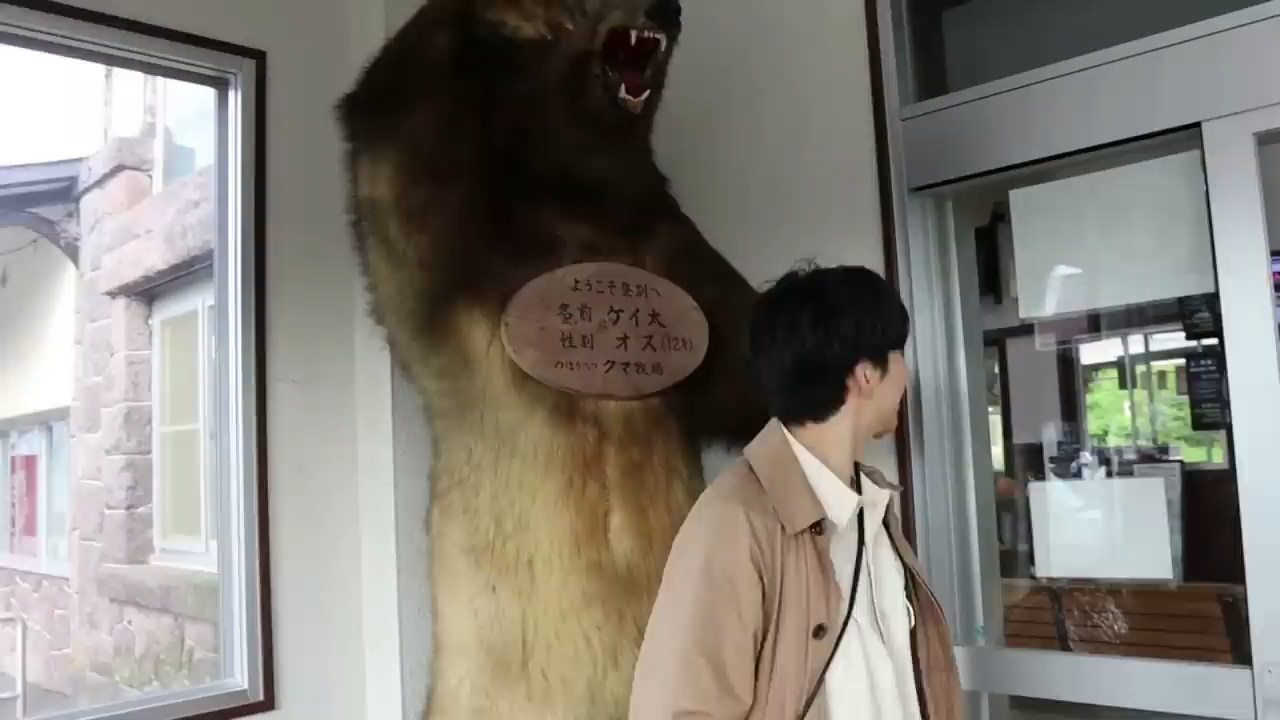 ようこそ登別へ
名前 ケイ太
性別 オス(12才)
のぼりべつクマ牧場